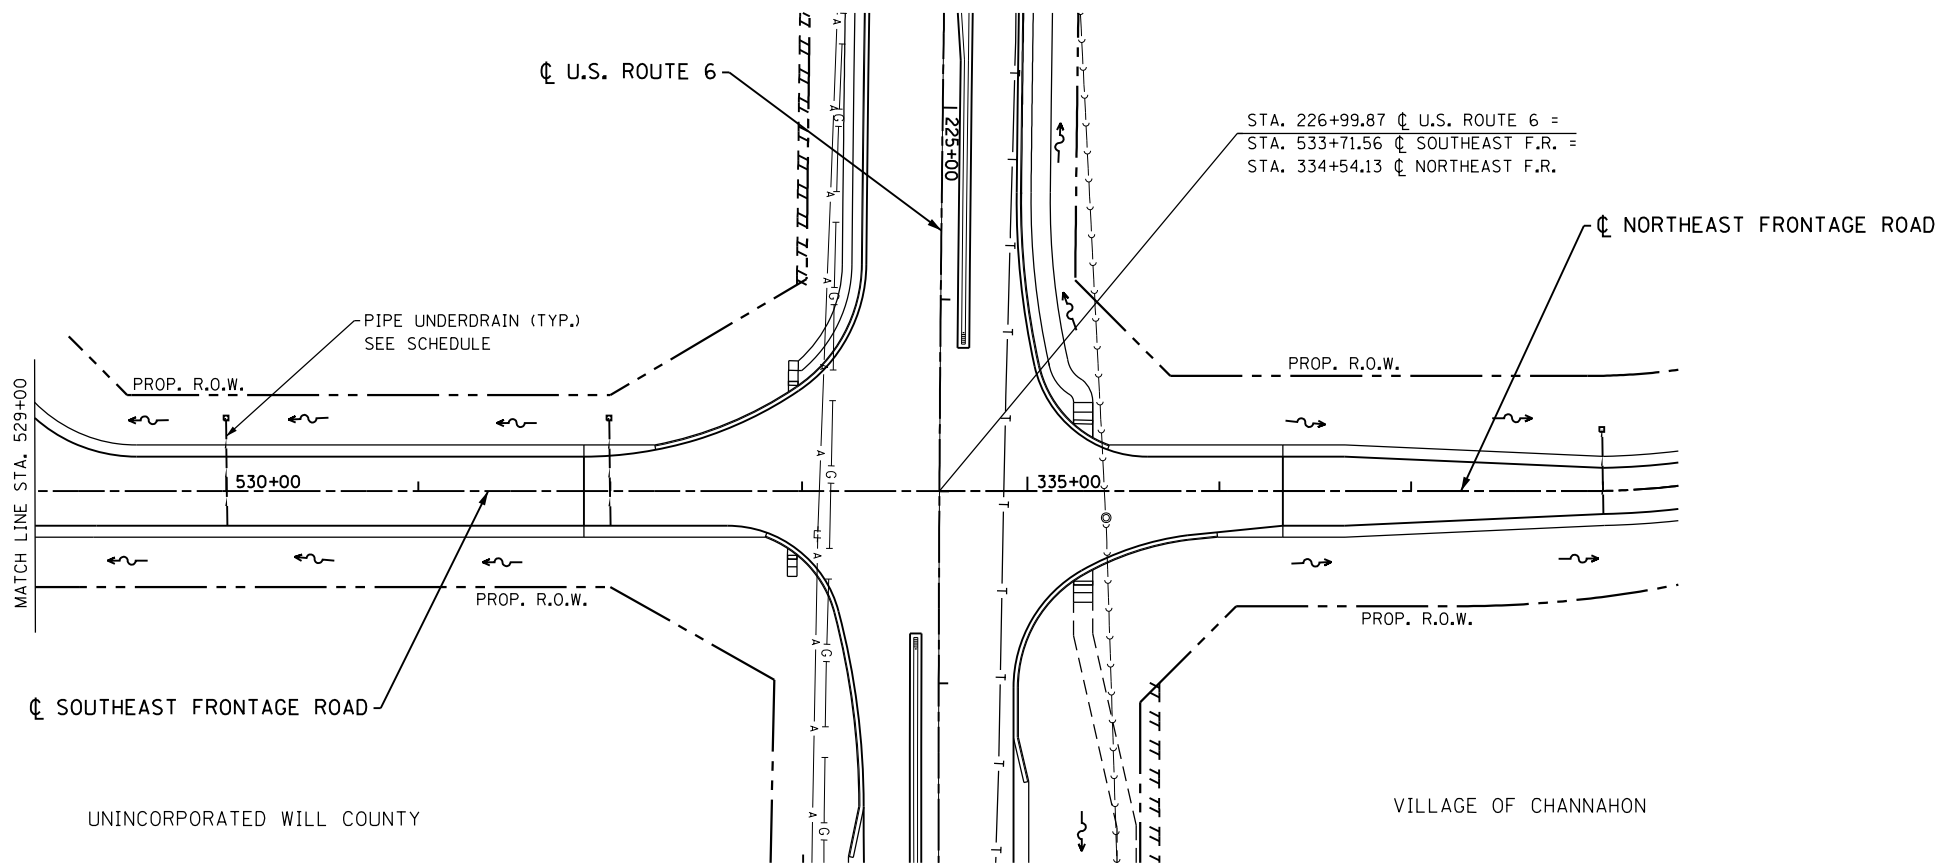 ℄ U.S. ROUTE 6
225+00
STA. 226+99.87 ℄ U.S. ROUTE 6 =
STA. 533+71.56 ℄ SOUTHEAST F.R. =
STA. 334+54.13 ℄ NORTHEAST F.R.
℄ NORTHEAST FRONTAGE ROAD
PIPE UNDERDRAIN (TYP.)
SEE SCHEDULE
PROP. R.O.W.
PROP. R.O.W.
MATCH LINE STA. 529+00
530+00
335+00
PROP. R.O.W.
PROP. R.O.W.
℄ SOUTHEAST FRONTAGE ROAD
UNINCORPORATED WILL COUNTY
VILLAGE OF CHANNAHON